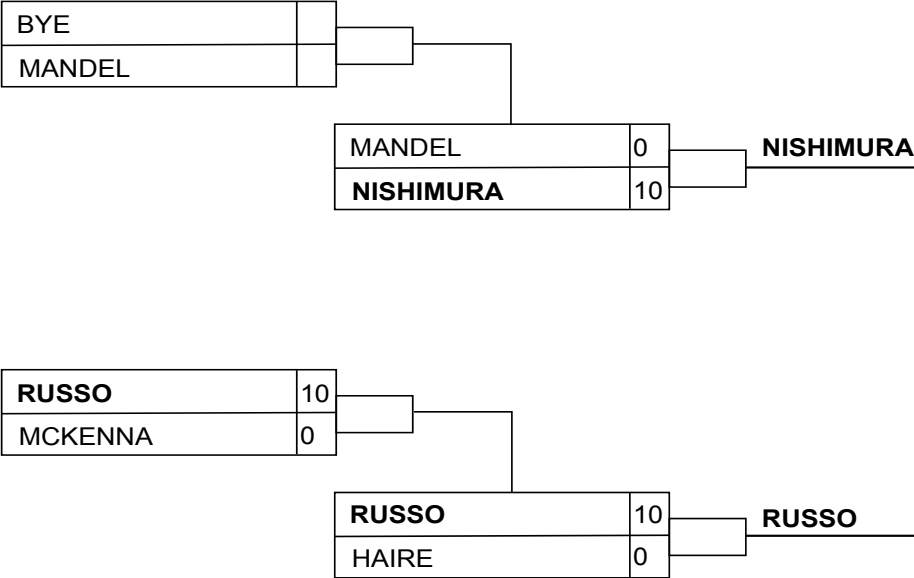 BYE
MANDEL
MANDEL 0
NISHIMURA 10
NISHIMURA
RUSSO 10
MCKENNA 0
RUSSO 10
HAIRE 0
RUSSO